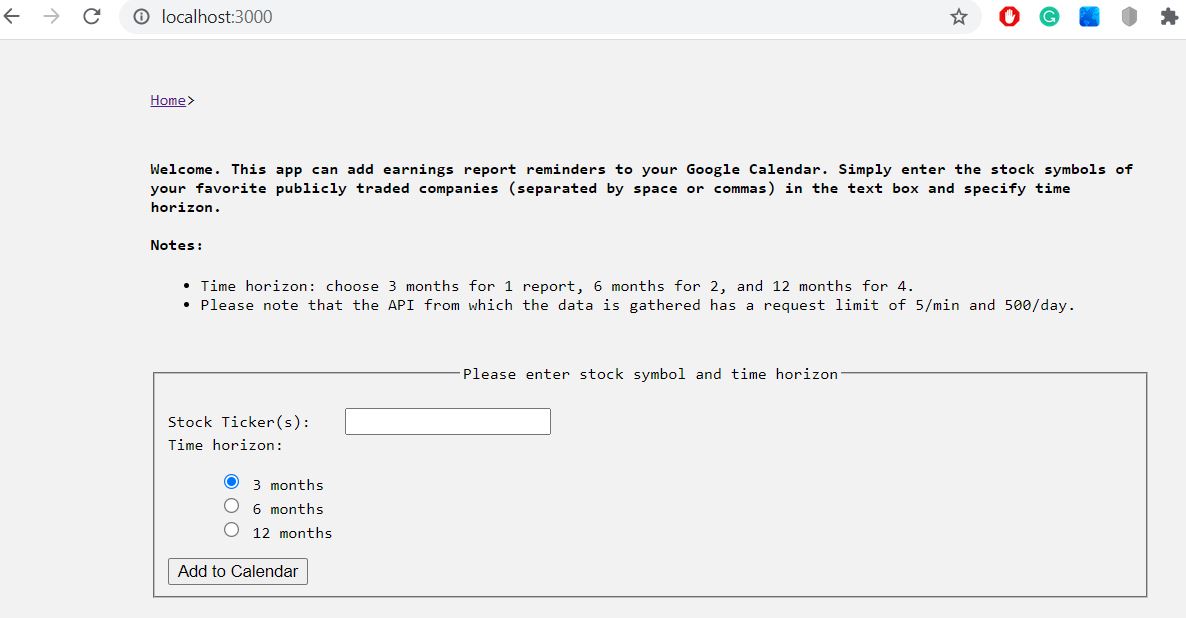 localhost:3000
Home>
Welcome. This app can add earnings report reminders to your Google Calendar. Simply enter the stock symbols of
your favorite publicly traded companies (separated by space or commas) in the text box and specify time
horizon.
Notes:
• Time horizon: choose 3 months for 1 report, 6 months for 2, and 12 months for 4.
• Please note that the API from which the data is gathered has a request limit of 5/min and 500/day.
Please enter stock symbol and time horizon
Stock Ticker(s):
Time horizon:
3 months
6 months
12 months
Add to Calendar